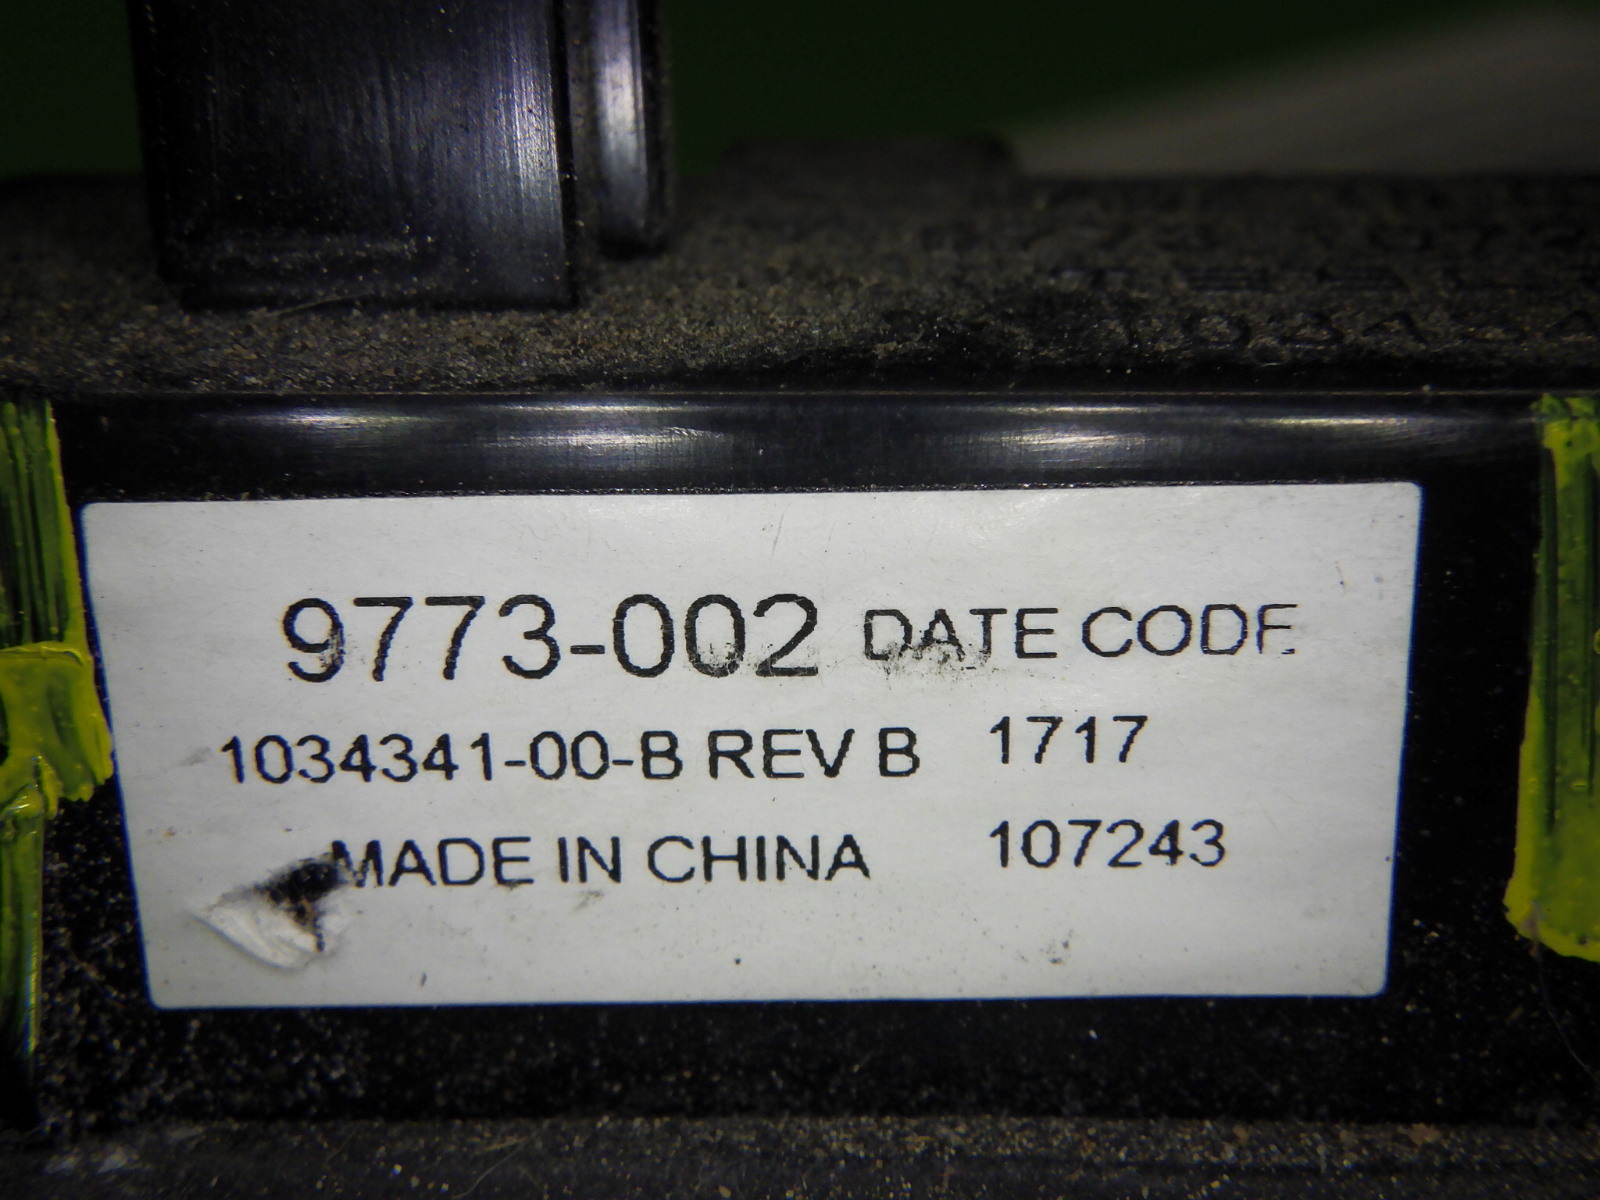 9773-002 DATE CODE
1034341-00-B REV B 1717
MADE IN CHINA 107243